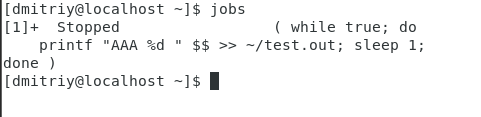 [dmitriy@localhost ~]$ jobs
[1]+  Stopped                 ( while true; do
    printf "AAA %d " $$ >> ~/test.out; sleep 1;
done )
[dmitriy@localhost ~]$